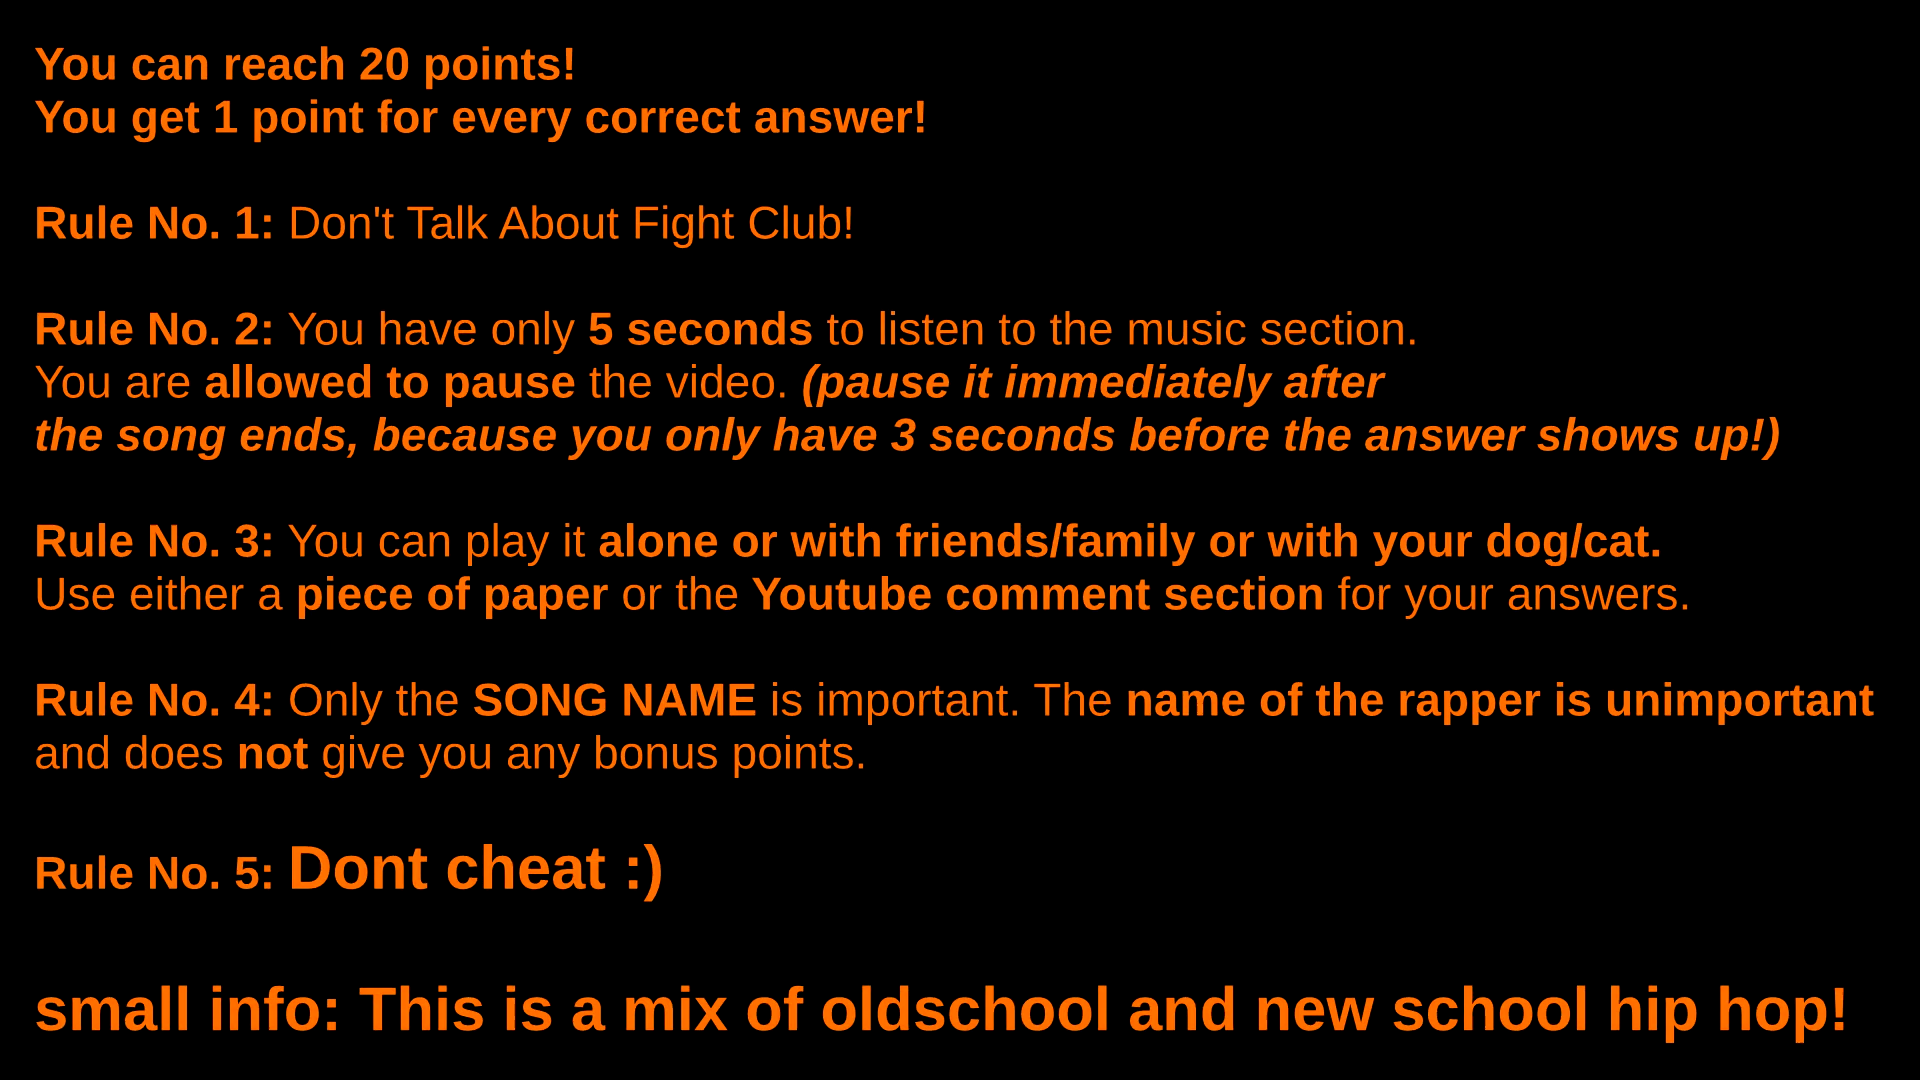 You can reach 20 points!
You get 1 point for every correct answer!
Rule No. 1: Don't Talk About Fight Club!
Rule No. 2: You have only 5 seconds to listen to the music section.
You are allowed to pause the video. (pause it immediately after
the song ends, because you only have 3 seconds before the answer shows up!)
Rule No. 3: You can play it alone or with friends/family or with your dog/cat.
Use either a piece of paper or the Youtube comment section for your answers.
Rule No. 4: Only the SONG NAME is important. The name of the rapper is unimportant
and does not give you any bonus points.
Rule No. 5: Dont cheat :)
small info: This is a mix of oldschool and new school hip hop!